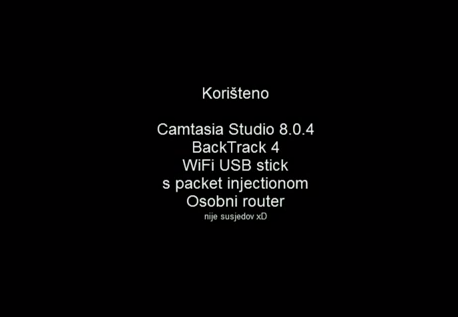 Korišteno
Camtasia Studio 8.0.4
BackTrack 4
WiFi USB stick
s packet injectionom
Osobni router
nije susjedov xD